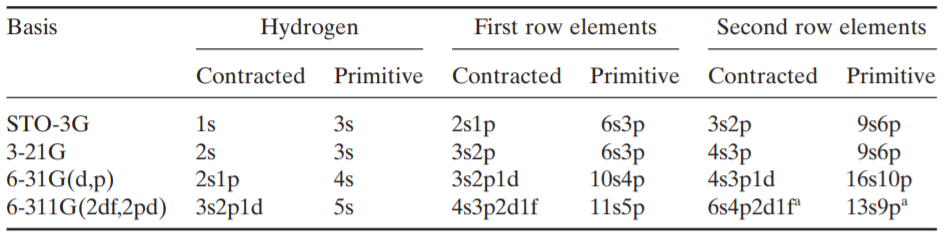 Basis Hydrogen First row elements Second row elements
Contracted Primitive Contracted Primitive Contracted Primitive
STO-3G 1s 3s 2s1p 6s3p 3s2p 9s6p
3-21G 2s 3s 3s2p 6s3p 4s3p 9s6p
6-31G(d,p) 2s1p 4s 3s2p1d 10s4p 4s3p1d 16s10p
6-311G(2df,2pd) 3s2p1d 5s 4s3p2d1f 11s5p 6s4p2d1fᵃ 13s9pᵃ